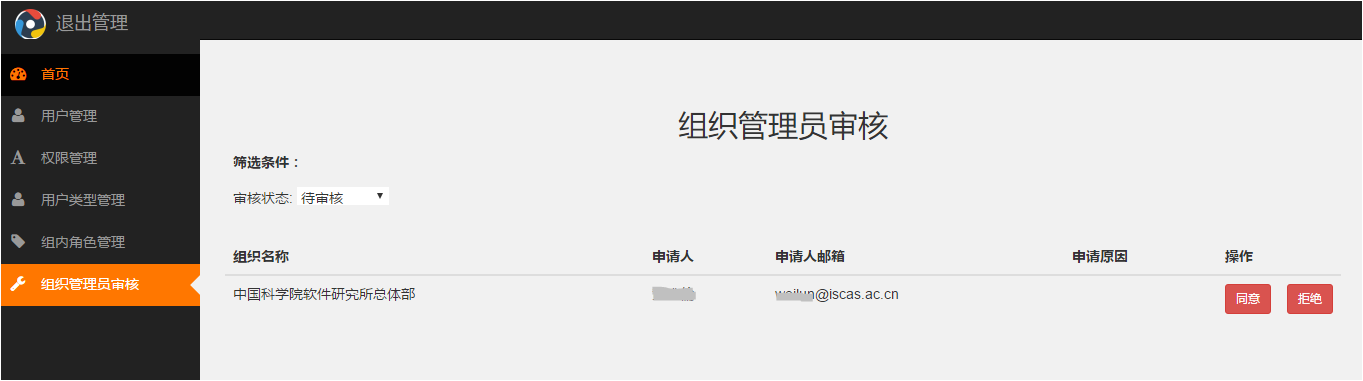 退出管理
首页
用户管理
权限管理
用户类型管理
组内角色管理
组织管理员审核
组织管理员审核
筛选条件：
审核状态: 待审核
组织名称 申请人 申请人邮箱 申请原因 操作
中国科学院软件研究所总体部 @iscas.ac.cn 同意 拒绝